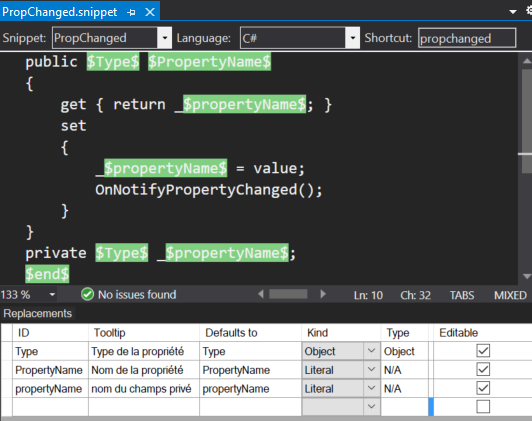 PropChanged.snippet
Snippet: PropChanged Language: C# Shortcut: propchanged
public $Type$ $PropertyName$
{
get { return _$propertyName$; }
set
{
_$propertyName$ = value;
OnNotifyPropertyChanged();
}
}
private $Type$ _$propertyName$;
$end$
133 % No issues found Ln: 10 Ch: 32 TABS MIXED
Replacements
ID Tooltip Defaults to Kind Type Editable
Type Type de la propriété Type Object Object
PropertyName Nom de la propriété PropertyName Literal N/A
propertyName nom du champs privé propertyName Literal N/A